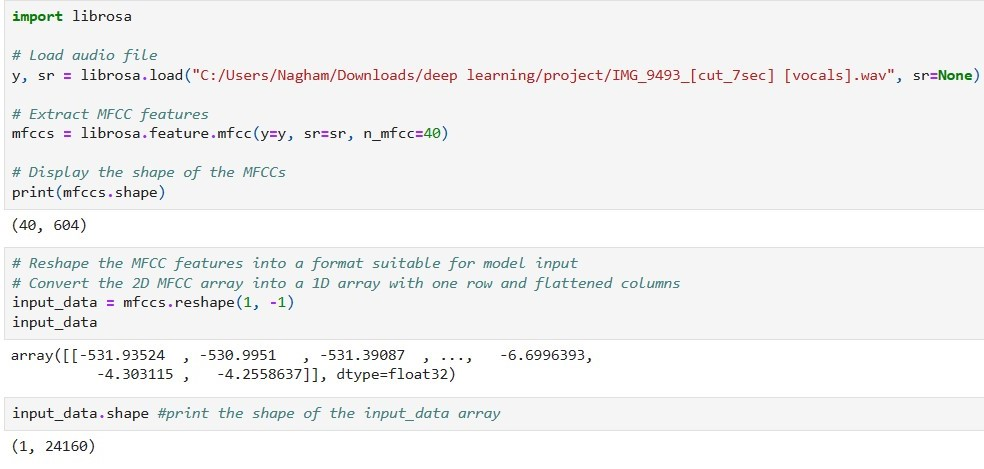 import librosa
# Load audio file
y, sr = librosa.load("C:/Users/Nagham/Downloads/deep learning/project/IMG_9493_[cut_7sec] [vocals].wav", sr=None)
# Extract MFCC features
mfccs = librosa.feature.mfcc(y=y, sr=sr, n_mfcc=40)
# Display the shape of the MFCCs
print(mfccs.shape)
(40, 604)
# Reshape the MFCC features into a format suitable for model input
# Convert the 2D MFCC array into a 1D array with one row and flattened columns
input_data = mfccs.reshape(1, -1)
input_data
array([[-531.93524  , -530.9951   , -531.39087  , ...,   -6.6996393,
          -4.303115 ,   -4.2558637]], dtype=float32)
input_data.shape #print the shape of the input_data array
(1, 24160)